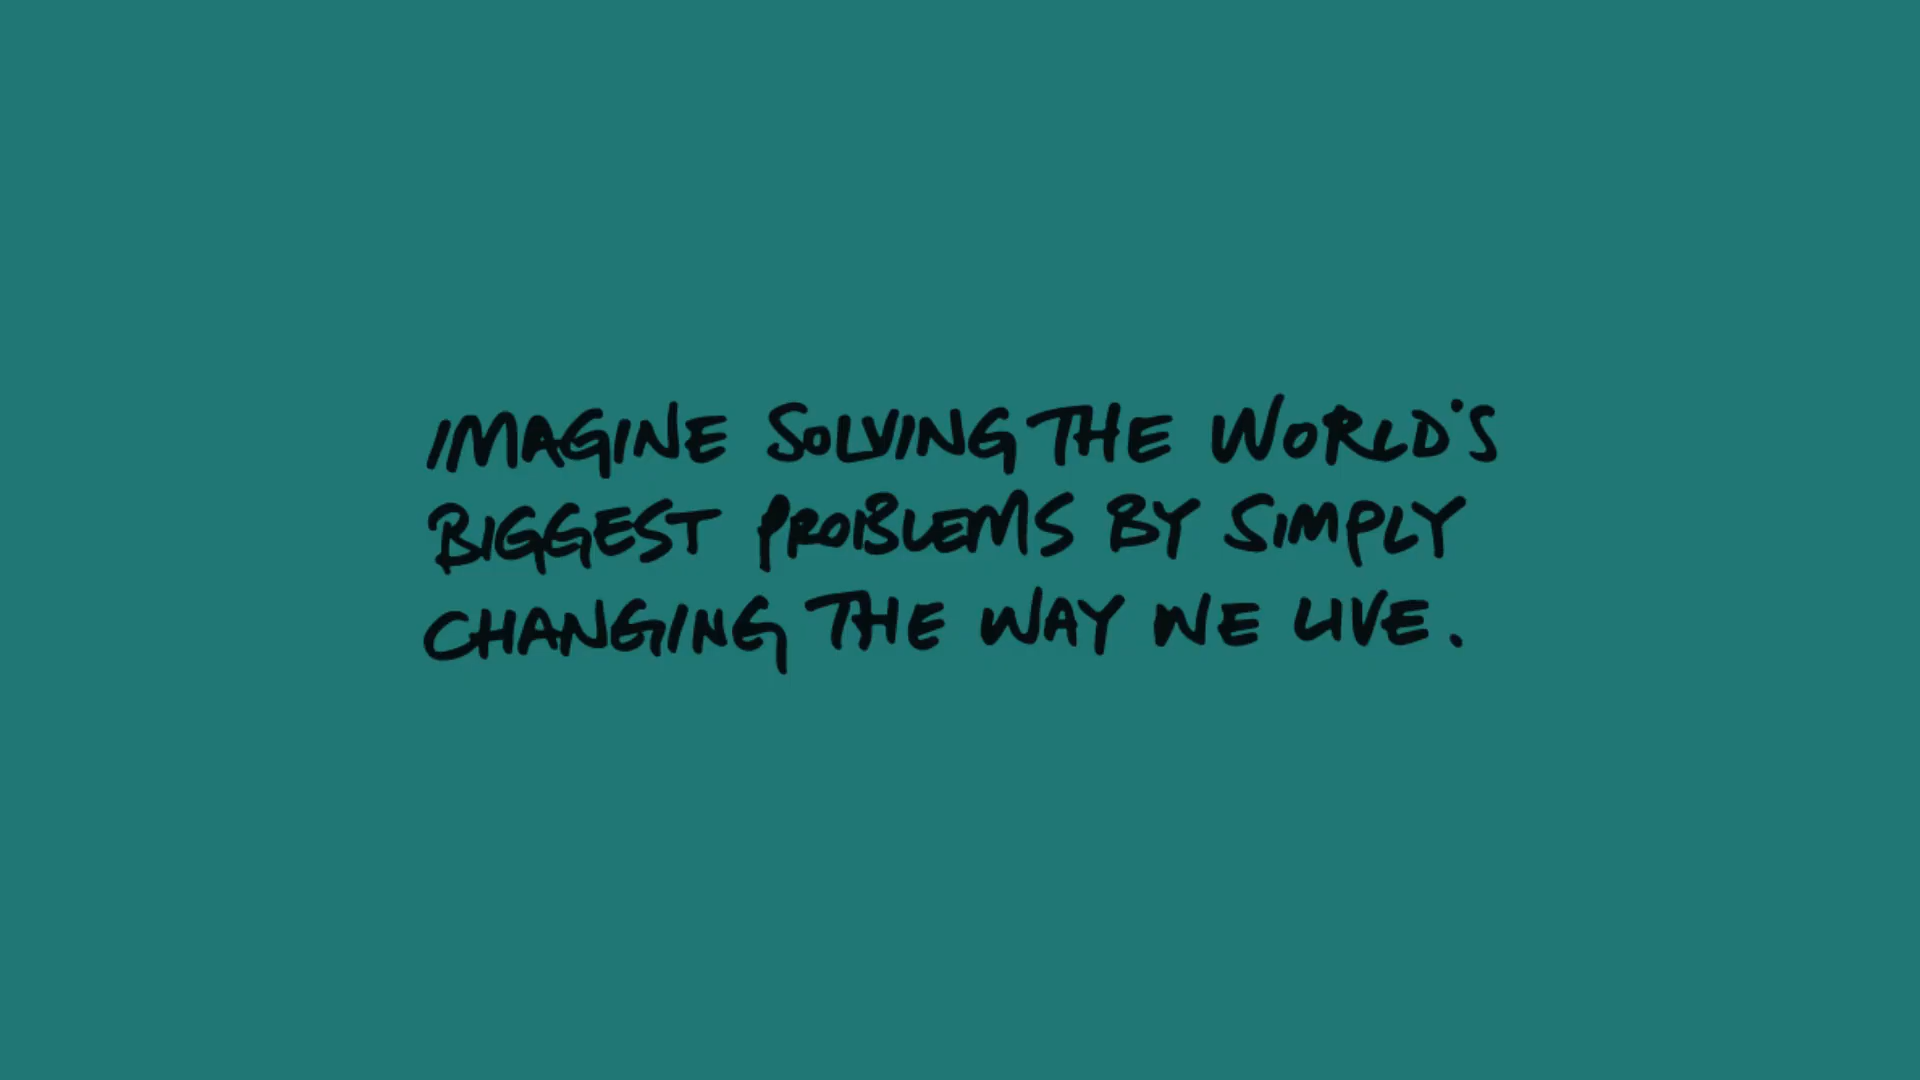 IMAGINE SOLVING THE WORLD'S
BIGGEST PROBLEMS BY SIMPLY
CHANGING THE WAY WE LIVE.